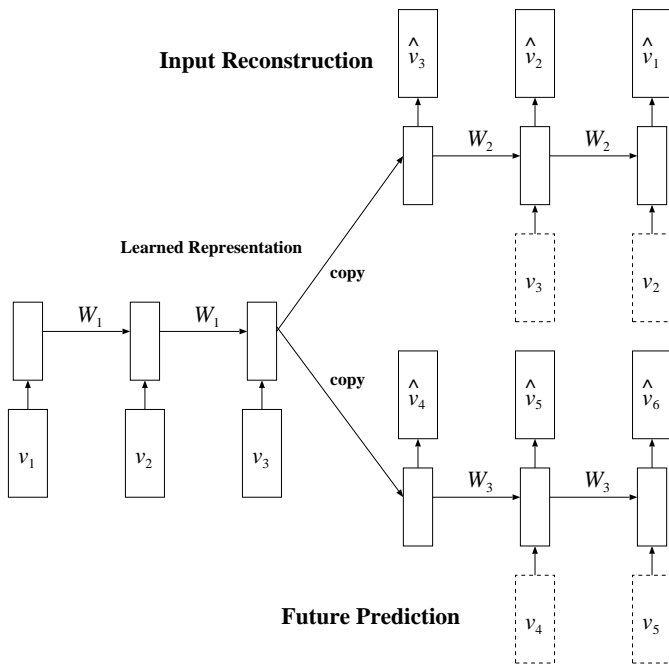 v̂₃ v̂₂ v̂₁
Input Reconstruction
W₂ W₂
Learned Representation
copy
v₃ v₂
W₁ W₁
copy
v̂₄ v̂₅ v̂₆
v₁ v₂ v₃
W₃ W₃
Future Prediction
v₄ v₅